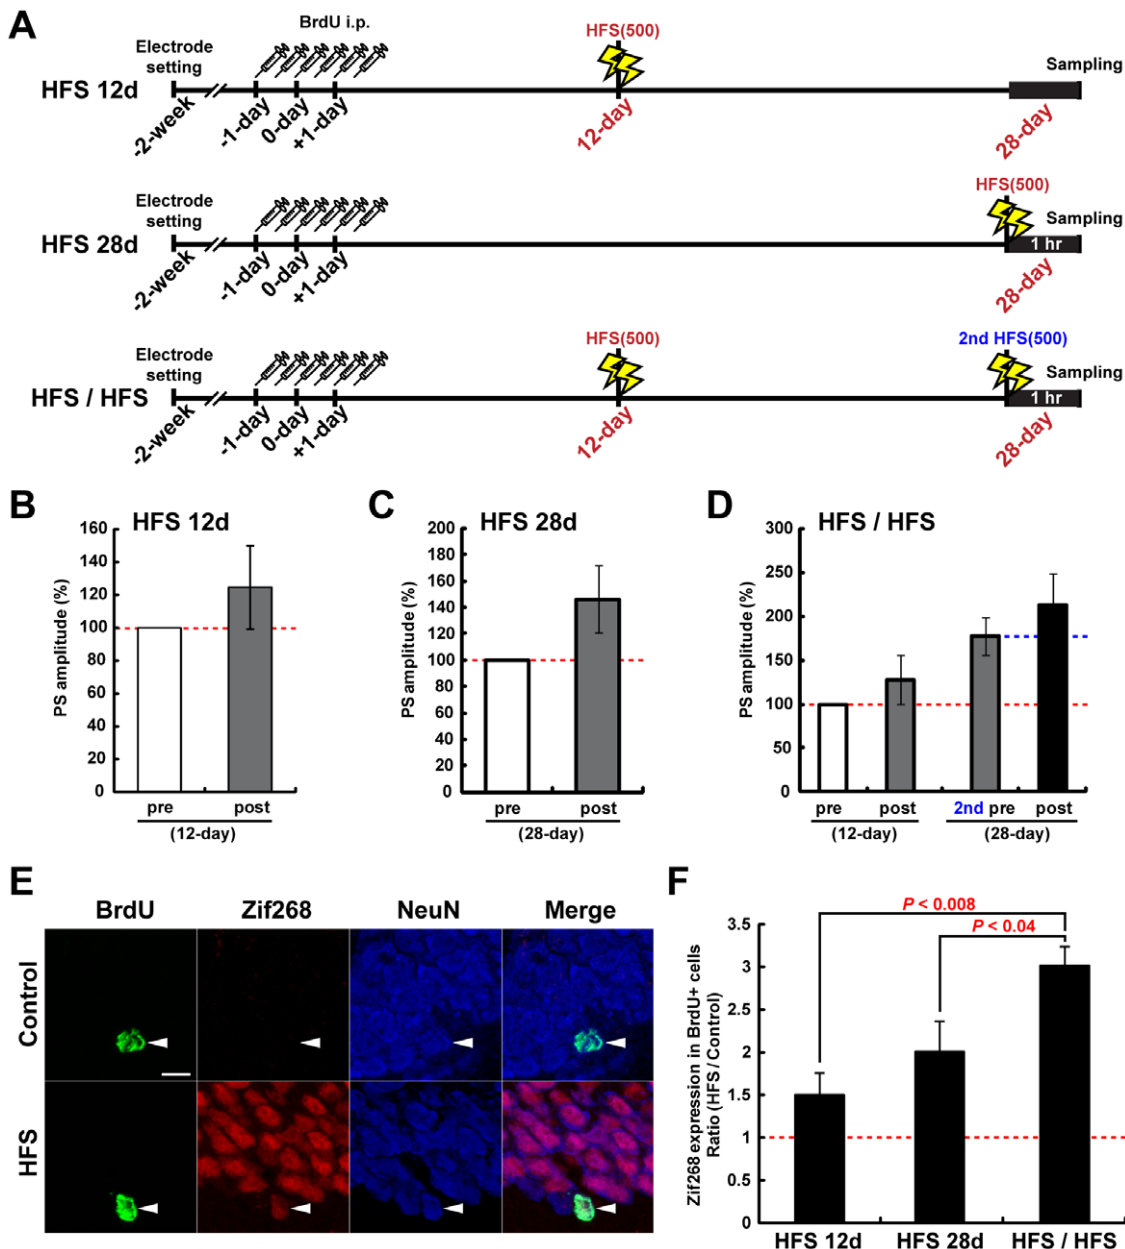 A
BrdU i.p.
HFS(500)
Electrode
setting
Sampling
HFS 12d
-2-week
-1-day
0-day
+1-day
12-day
28-day
HFS(500)
Electrode
setting
Sampling
HFS 28d
1 hr
-2-week
-1-day
0-day
+1-day
28-day
HFS(500)
2nd HFS(500)
Electrode
setting
Sampling
HFS / HFS
1 hr
-2-week
-1-day
0-day
+1-day
12-day
28-day
B
HFS 12d
PS amplitude (%)
160
140
120
100
80
60
40
20
0
pre post
(12-day)
C
HFS 28d
PS amplitude (%)
200
180
160
140
120
100
80
60
40
20
0
pre post
(28-day)
D
HFS / HFS
PS amplitude (%)
300
250
200
150
100
50
0
pre post 2nd pre post
(12-day) (28-day)
E
BrdU Zif268 NeuN Merge
Control
HFS
F
Zif268 expression in BrdU+ cells
Ratio (HFS / Control)
P < 0.008
P < 0.04
3.5
3
2.5
2
1.5
1
0.5
0
HFS 12d HFS 28d HFS / HFS